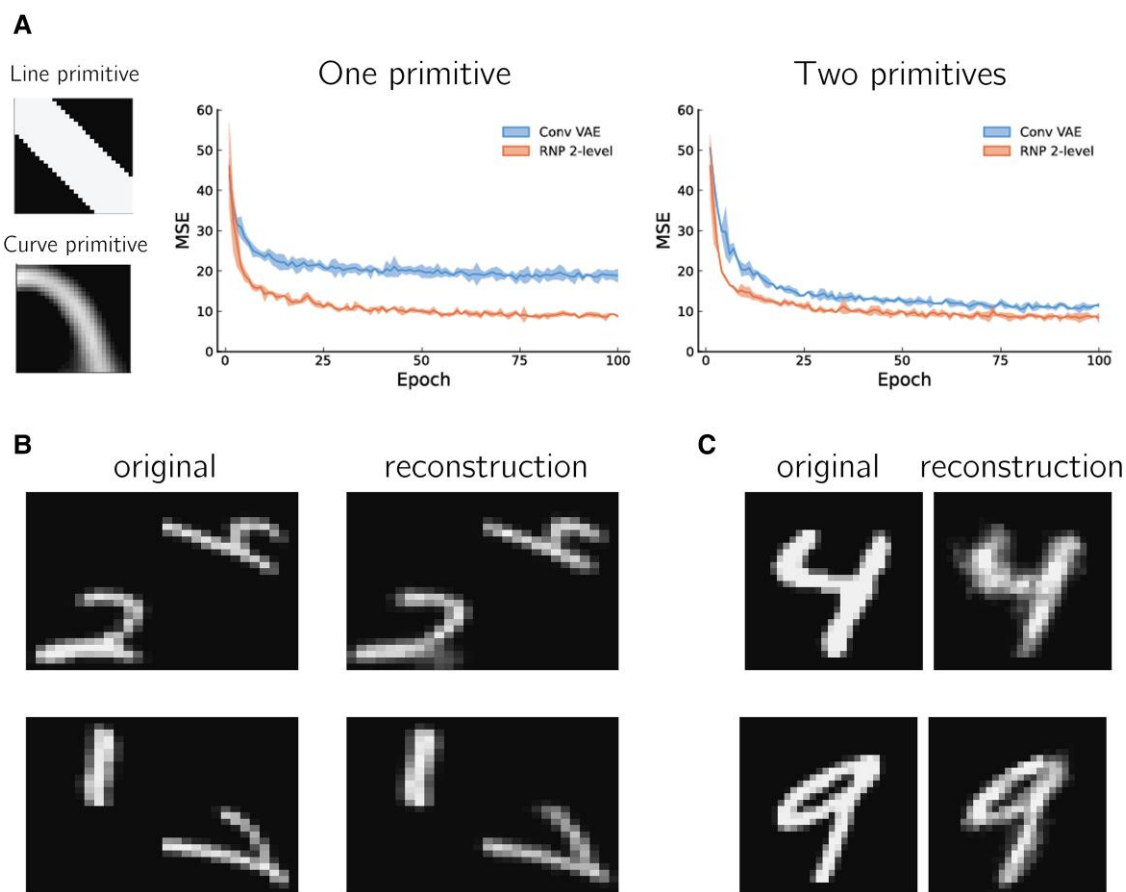 A
Line primitive
Curve primitive
One primitive
60
50
40
30
20
10
0
MSE
0 25 50 75 100
Epoch
Conv VAE
RNP 2-level
Two primitives
60
50
40
30
20
10
0
MSE
0 25 50 75 100
Epoch
Conv VAE
RNP 2-level
B
original reconstruction
C
original reconstruction